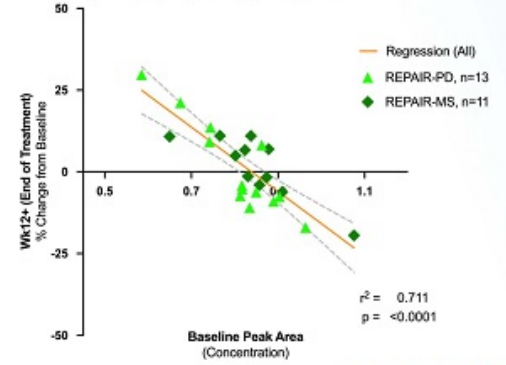 50
25
0
-25
-50
Wk12+ (End of Treatment)
% Change from Baseline
Regression (All)
REPAIR-PD, n=13
REPAIR-MS, n=11
0.5
0.7
1.1
r² = 0.711
p = <0.0001
Baseline Peak Area
(Concentration)